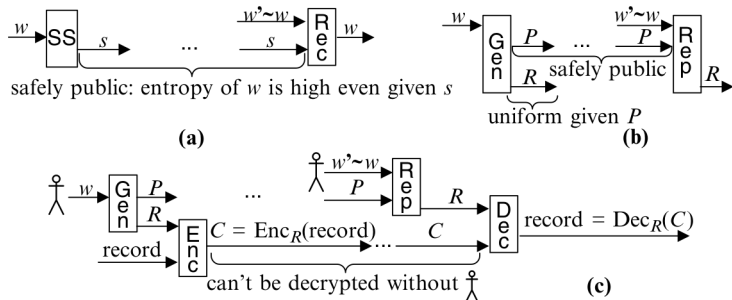 w SS s ... w'~w s Rec w
safely public: entropy of w is high even given s
(a)
w Gen P ... w'~w P Rep R
safely public
R
uniform given P
(b)
w Gen P ... w'~w P Rep R
R
record Enc C = Enc_R(record) ... C Dec record = Dec_R(C)
can't be decrypted without
(c)